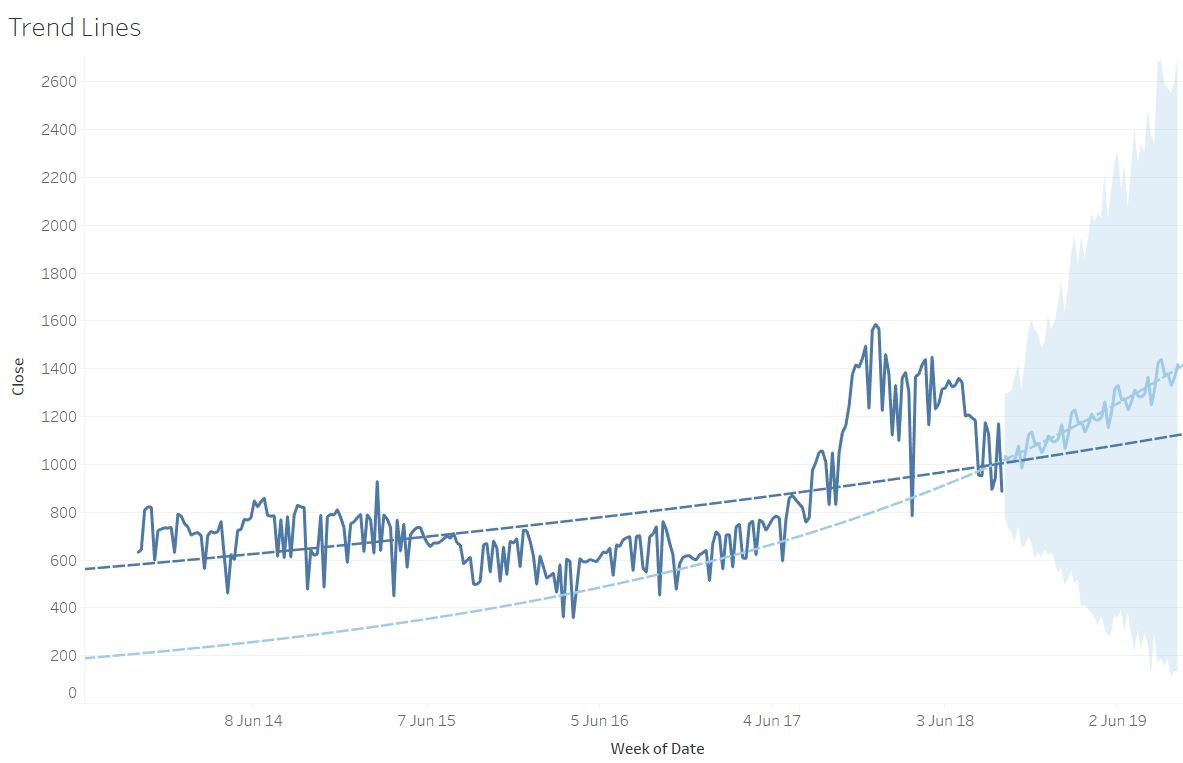 Trend Lines
2600
2400
2200
2000
1800
1600
1400
1200
1000
800
600
400
200
0
Close
8 Jun 14
7 Jun 15
5 Jun 16
4 Jun 17
3 Jun 18
2 Jun 19
Week of Date